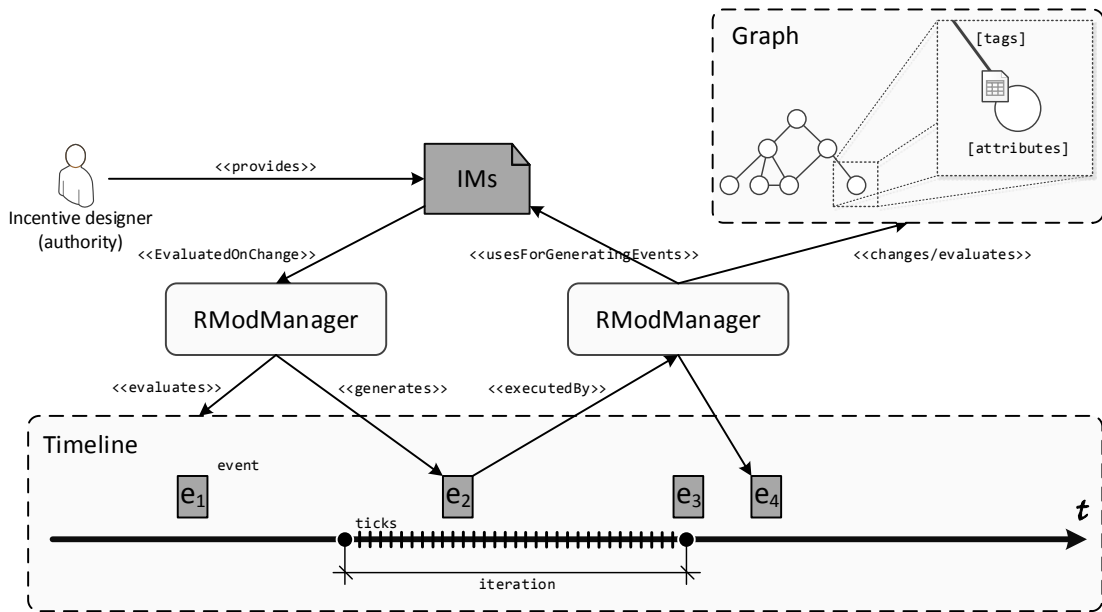 Graph
[tags]
[attributes]
<<provides>>
IMs
Incentive designer
(authority)
<<EvaluatedOnChange>>
<<usesForGeneratingEvents>>
<<changes/evaluates>>
RModManager
RModManager
<<evaluates>>
<<generates>>
<<executedBy>>
Timeline
event
e1
e2
e3
e4
t
ticks
iteration